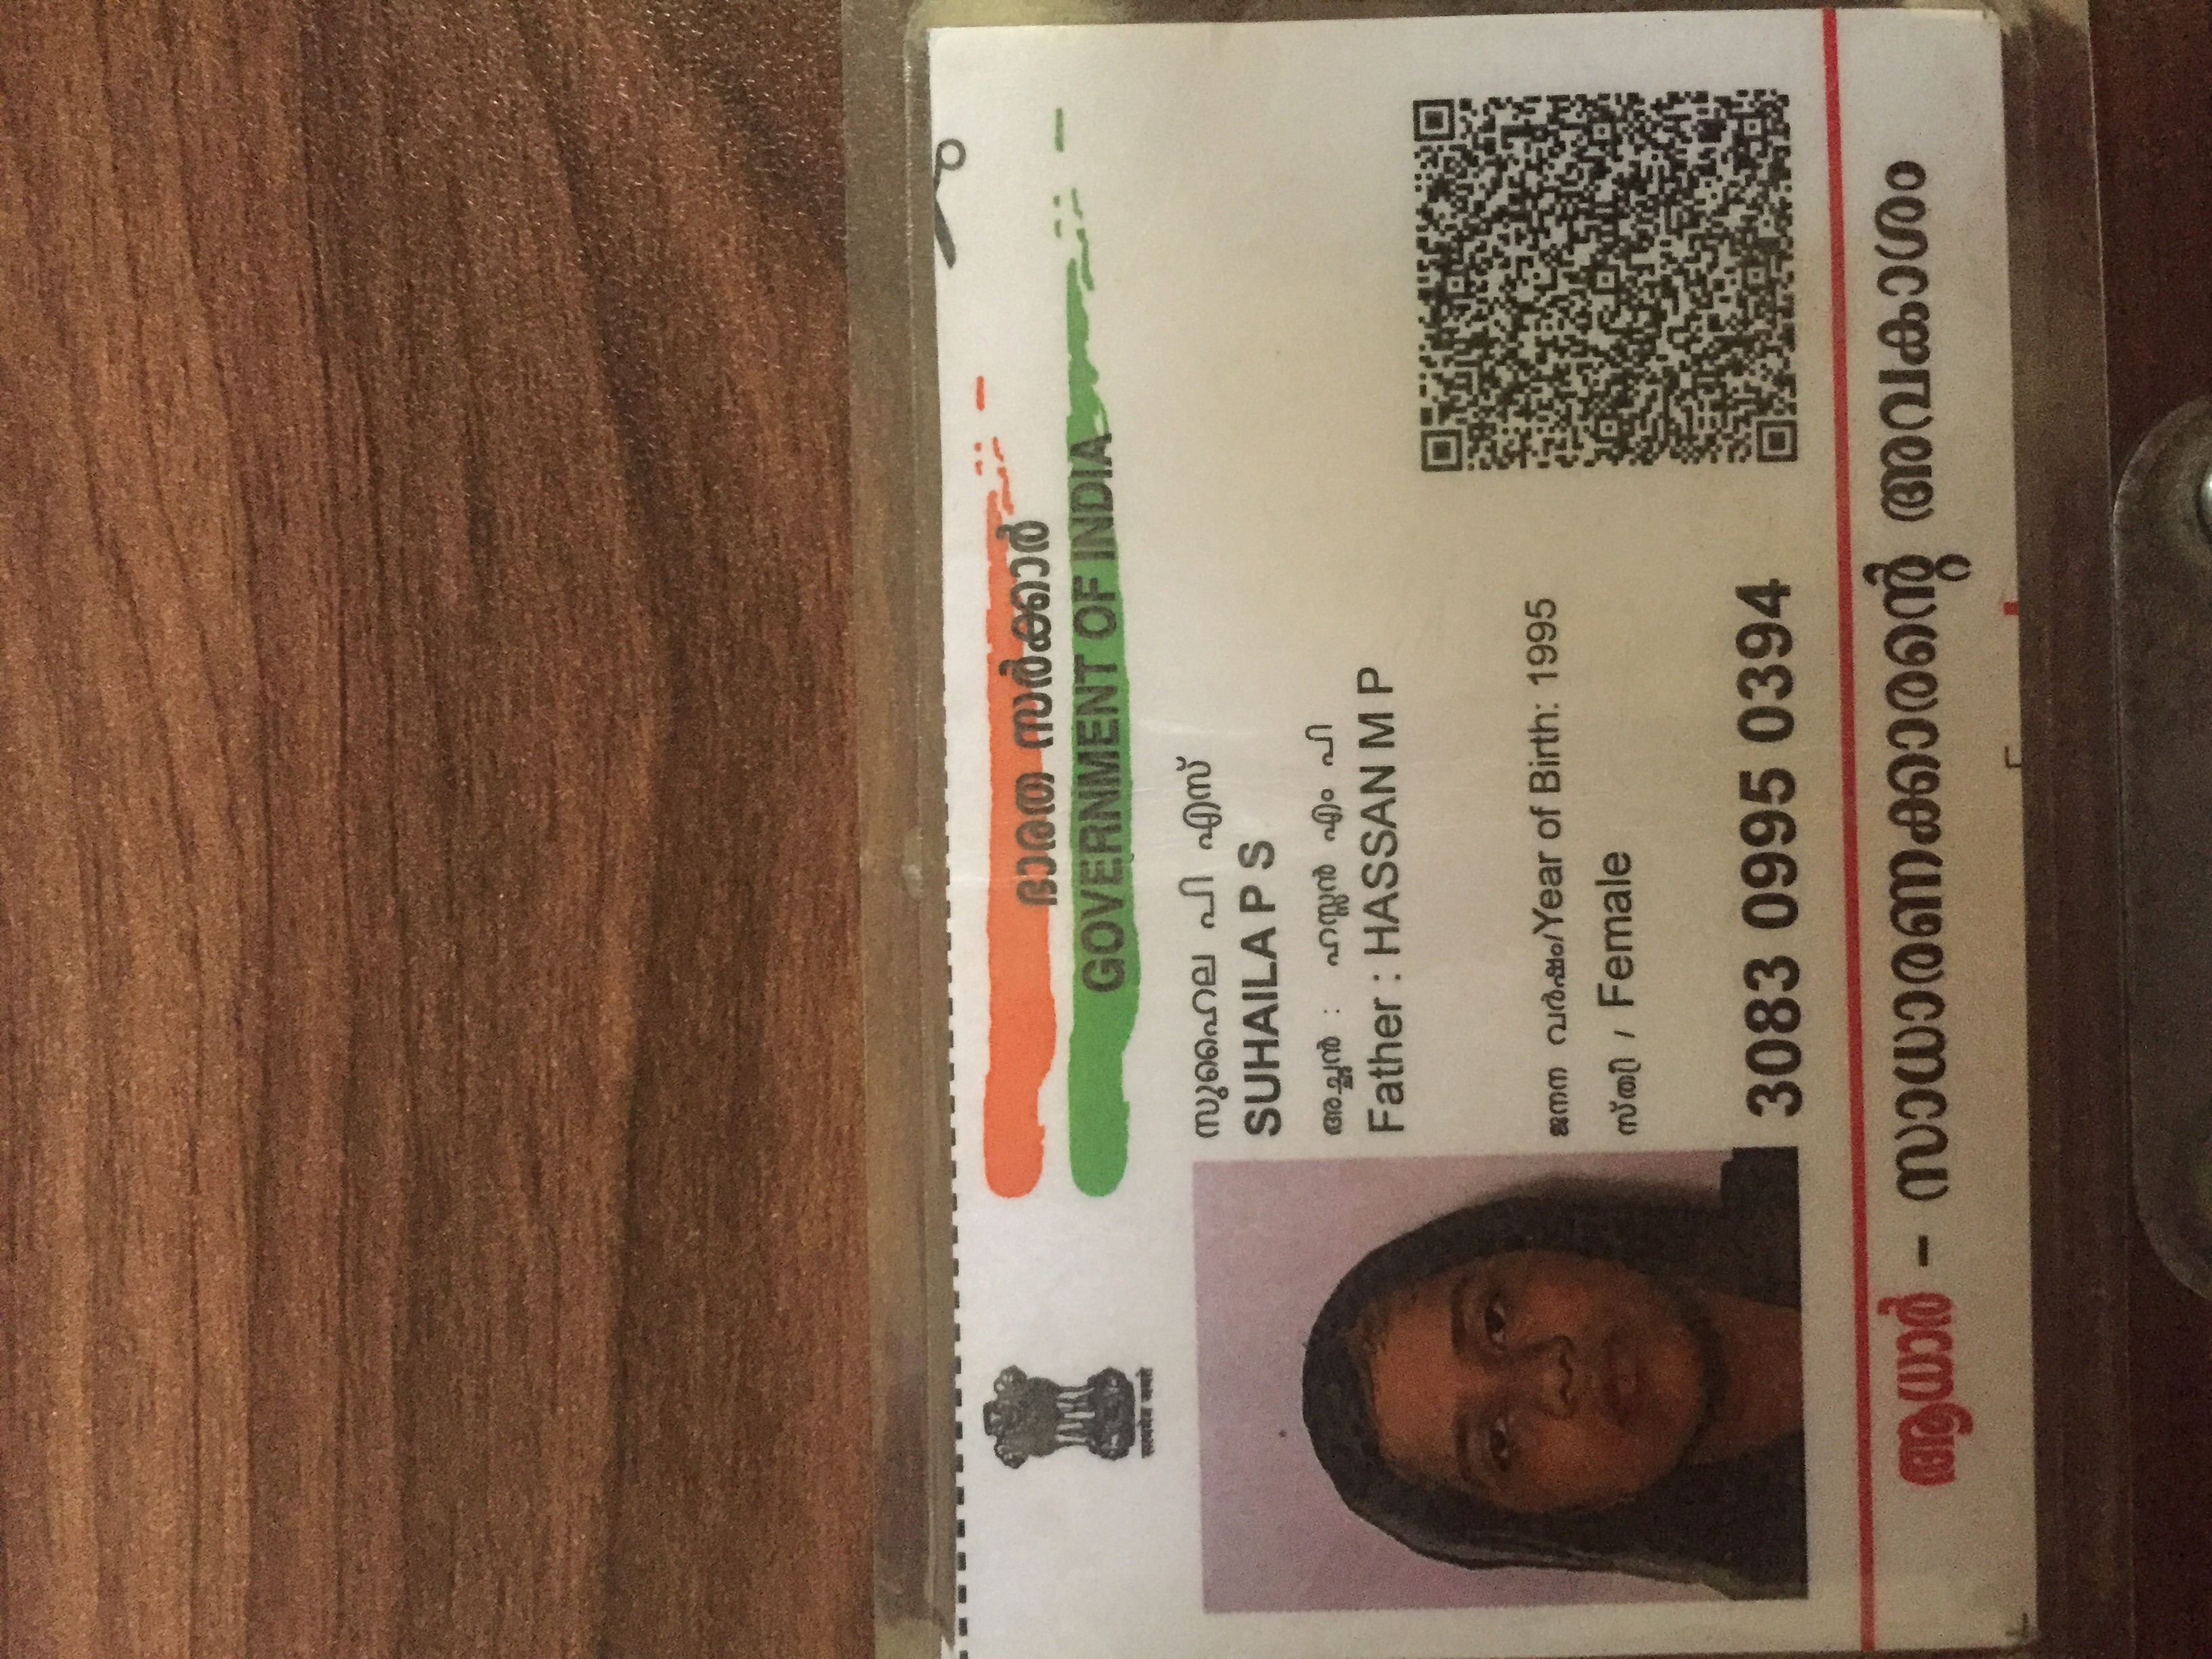 ഭാരത സർക്കാർ
GOVERNMENT OF INDIA
सत्यमेव जयते
സുഹൈല പി എസ്
SUHAILA P S
അച്ഛൻ : ഹസ്സൻ എം പി
Father : HASSAN M P
ജനന വർഷം/Year of Birth: 1995
സ്ത്രീ / Female
3083 0995 0394
ആധാർ - സാധാരണക്കാരന്റെ അവകാശം